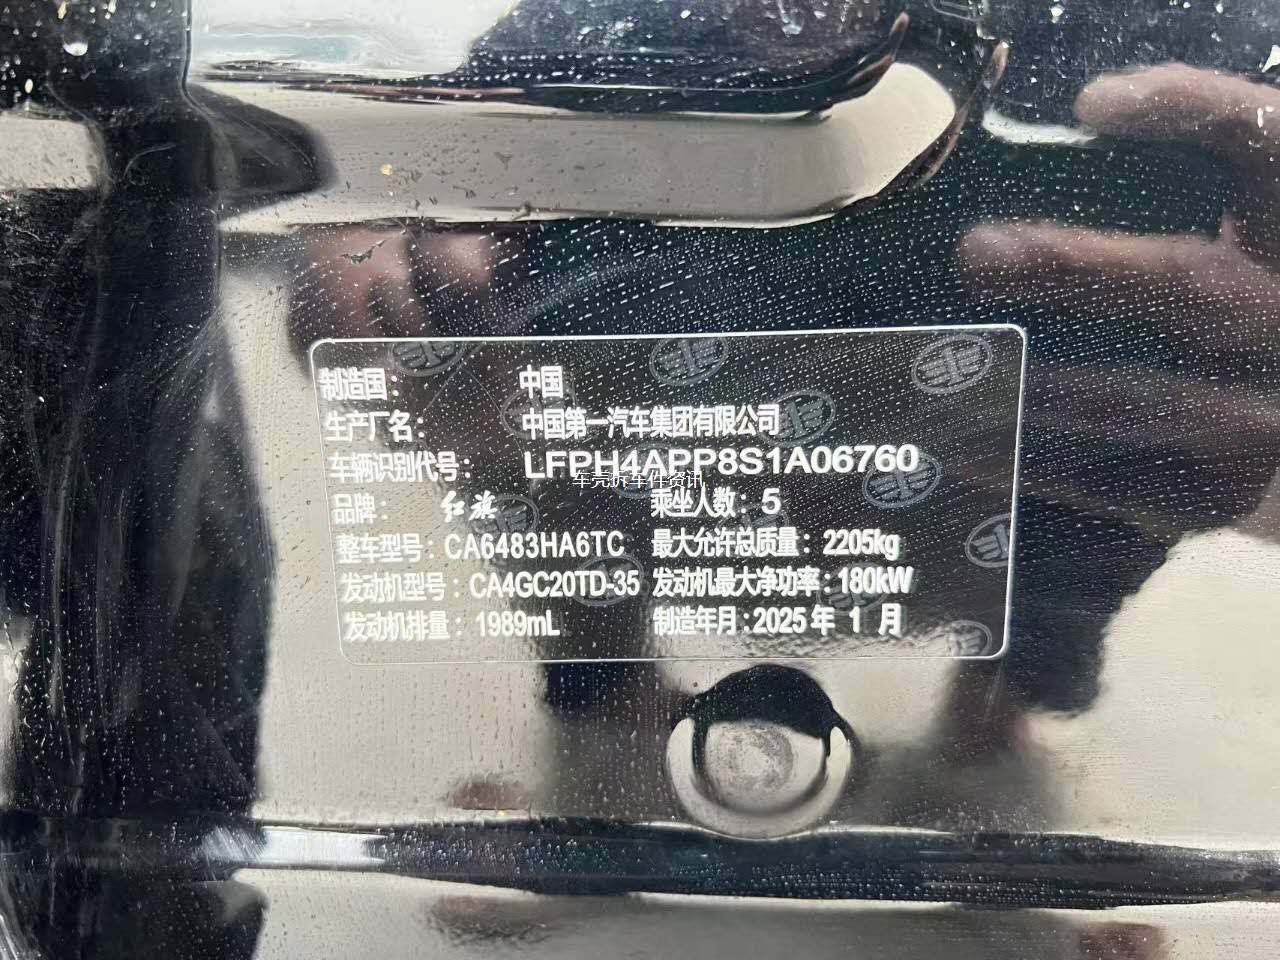 制造国： 中国
生产厂名： 中国第一汽车集团有限公司
车辆识别代号： LFPH4APP8S1A06760
车壳拆车件资讯
品牌： 红旗 乘坐人数： 5
整车型号： CA6483HA6TC 最大允许总质量： 2205kg
发动机型号： CA4GC20TD-35 发动机最大净功率： 180kW
发动机排量： 1989mL 制造年月： 2025 年 1 月